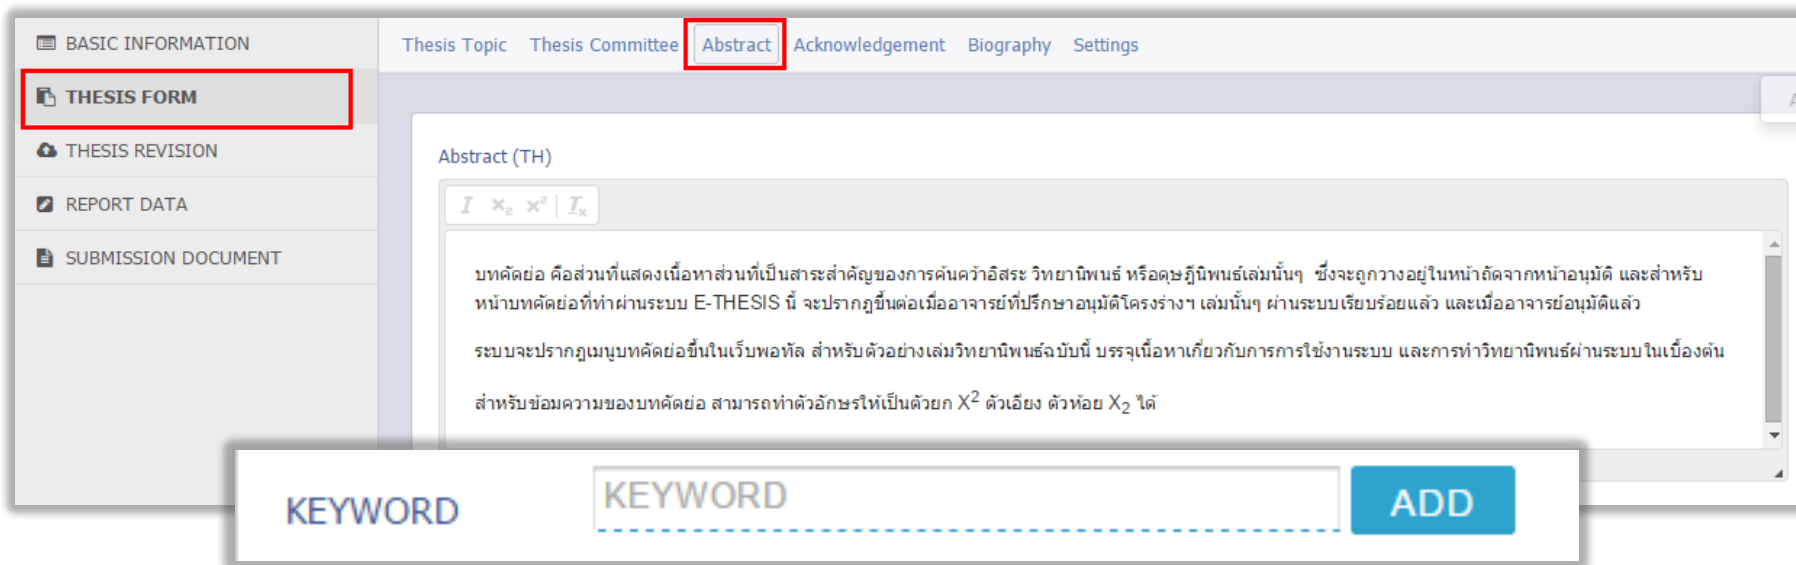 BASIC INFORMATION
THESIS FORM
THESIS REVISION
REPORT DATA
SUBMISSION DOCUMENT
Thesis Topic Thesis Committee Abstract Acknowledgement Biography Settings
Abstract (TH)
I x₂ x² Tx
บทคัดย่อ คือส่วนที่แสดงเนื้อหาส่วนที่เป็นสาระสำคัญของการค้นคว้าอิสระ วิทยานิพนธ์ หรือดุษฎีนิพนธ์เล่มนั้นๆ ซึ่งจะถูกวางอยู่ในหน้าถัดจากหน้าอนุมัติ และสำหรับ
หน้าบทคัดย่อที่ทำผ่านระบบ E-THESIS นี้ จะปรากฏขึ้นต่อเมื่ออาจารย์ที่ปรึกษาอนุมัติโครงร่างฯ เล่มนั้นๆ ผ่านระบบเรียบร้อยแล้ว และเมื่ออาจารย์อนุมัติแล้ว
ระบบจะปรากฏเมนูบทคัดย่อขึ้นในเว็บพอทัล สำหรับตัวอย่างเล่มวิทยานิพนธ์ฉบับนี้ บรรจุเนื้อหาเกี่ยวกับการการใช้งานระบบ และการทำวิทยานิพนธ์ผ่านระบบในเบื้องต้น
สำหรับข้อมความของบทคัดย่อ สามารถทำตัวอักษรให้เป็นตัวยก X² ตัวเอียง ตัวห้อย X₂ ได้
KEYWORD KEYWORD ADD